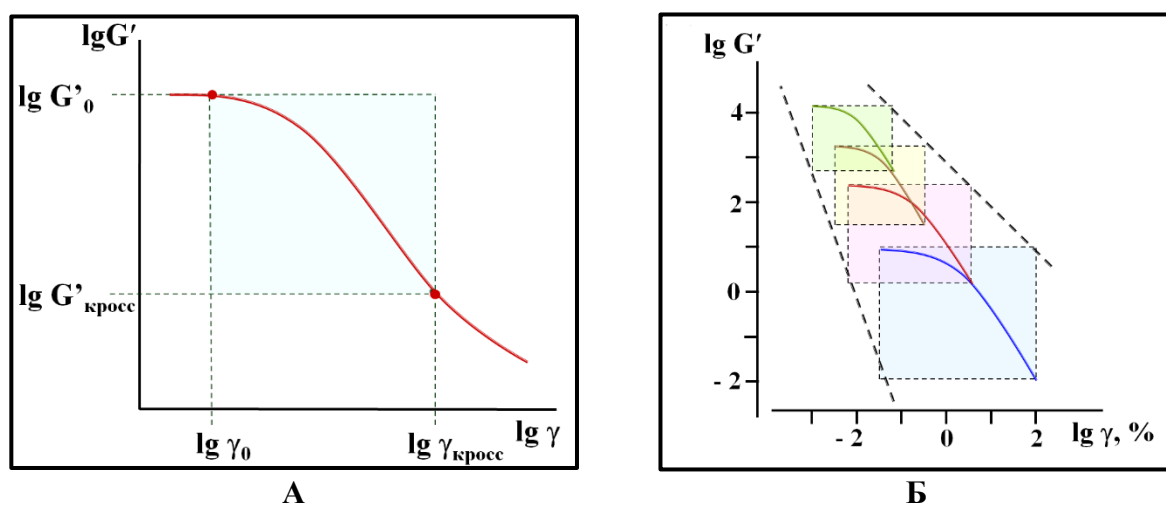 lgG′
lg G’0
lg G’кросс
lg γ0
lg γкросс
lg γ
А
lg G′
4
2
0
- 2
- 2
0
2
lg γ, %
Б